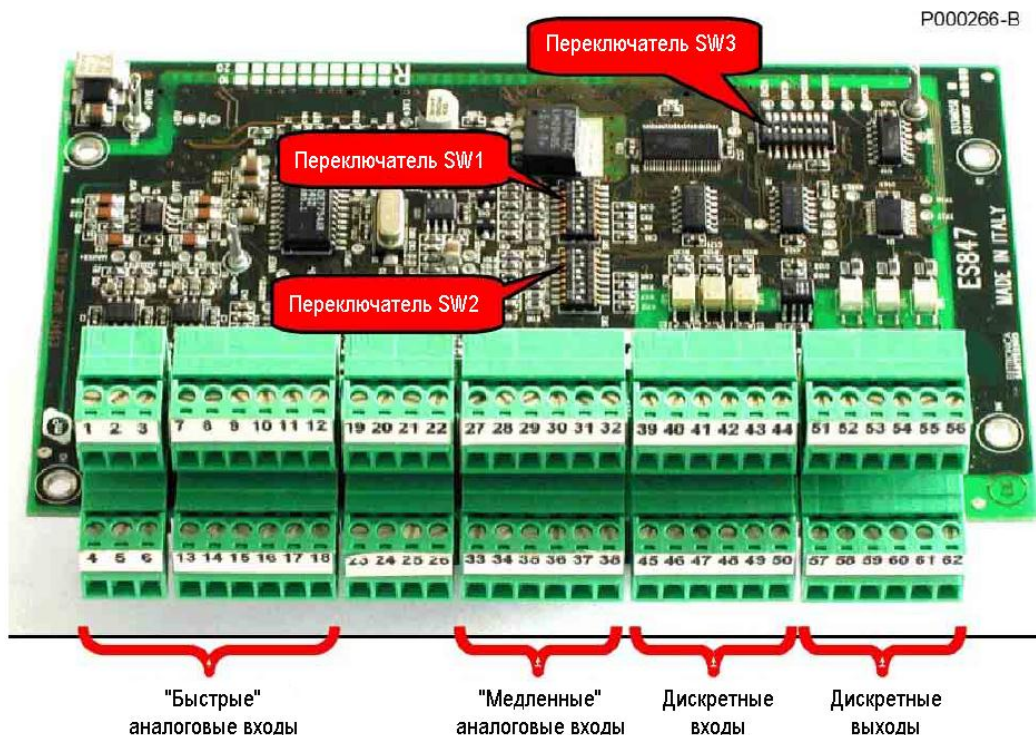 P000266-B
Переключатель SW3
Переключатель SW1
Переключатель SW2
ES847
MADE IN ITALY
1 2 3 7 8 9 10 11 12 19 20 21 22 27 28 29 30 31 32 39 40 41 42 43 44 51 52 53 54 55 56
4 5 6 13 14 15 16 17 18 23 24 25 26 33 34 35 36 37 38 45 46 47 48 49 50 57 58 59 60 61 62
"Быстрые"
аналоговые входы
"Медленные"
аналоговые входы
Дискретные
входы
Дискретные
выходы